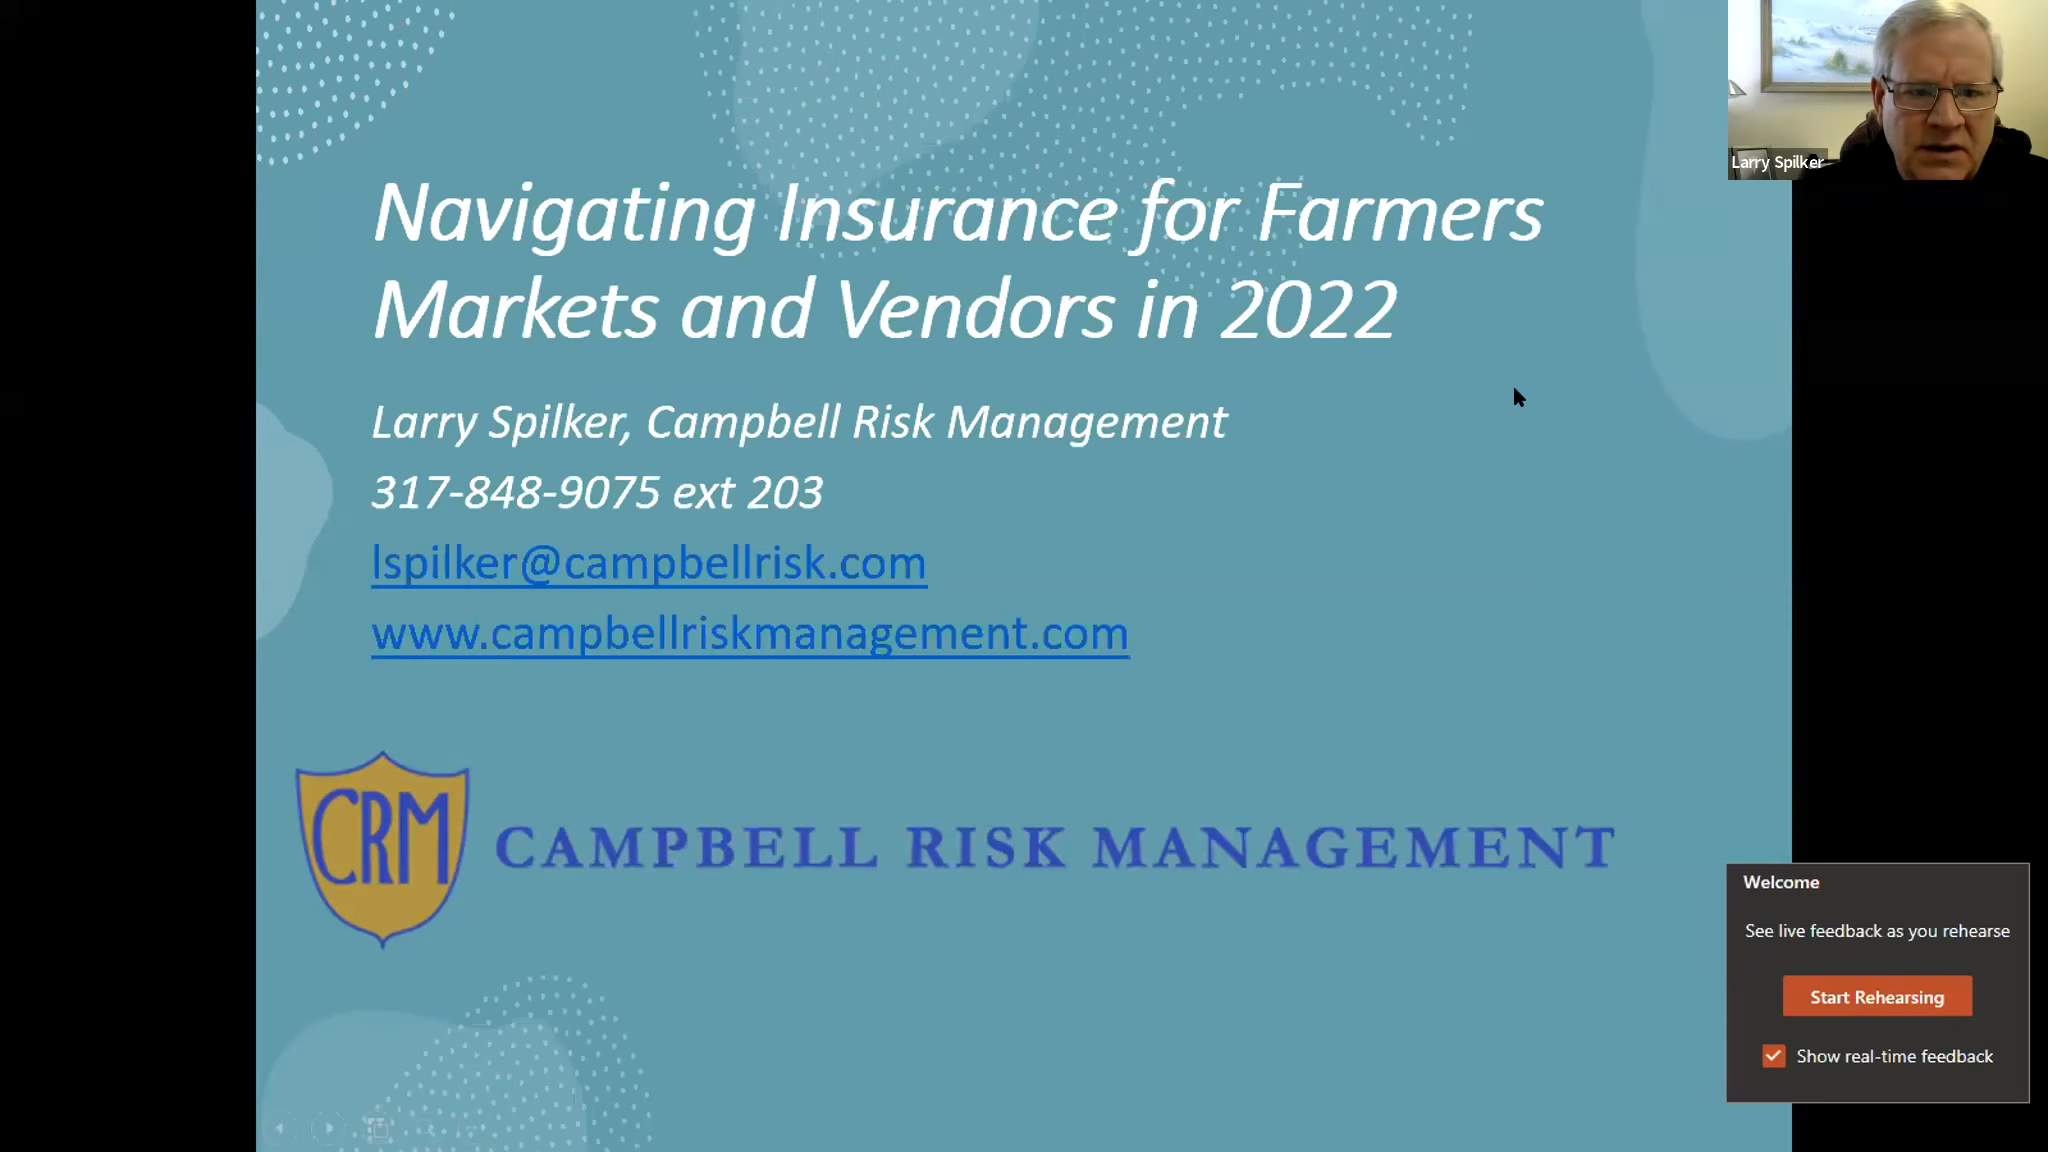 Navigating Insurance for Farmers
Markets and Vendors in 2022
Larry Spilker, Campbell Risk Management
317-848-9075 ext 203
lspilker@campbellrisk.com
www.campbellriskmanagement.com
CRM
CAMPBELL RISK MANAGEMENT
Larry Spilker
Welcome
See live feedback as you rehearse
Start Rehearsing
Show real-time feedback